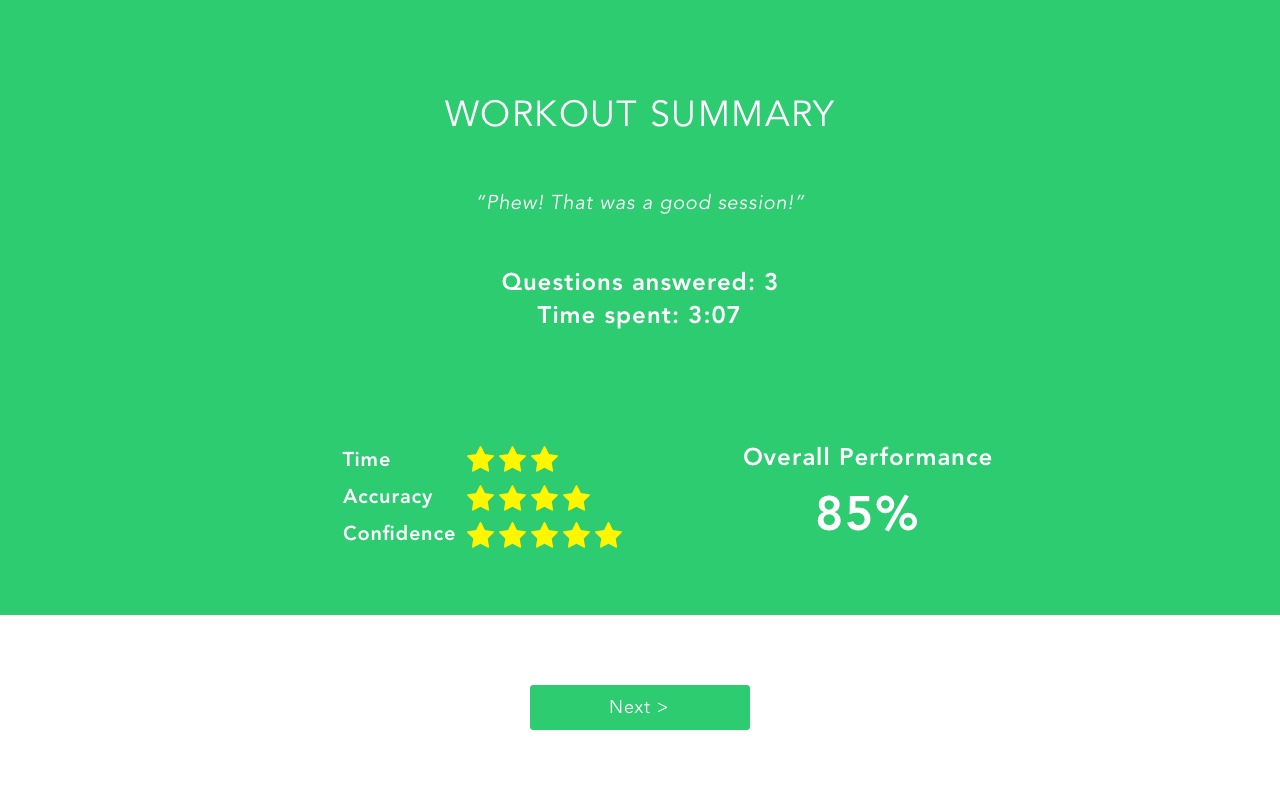 WORKOUT SUMMARY
“Phew! That was a good session!”
Questions answered: 3
Time spent: 3:07
Time
Accuracy
Confidence
Overall Performance
85%
Next >